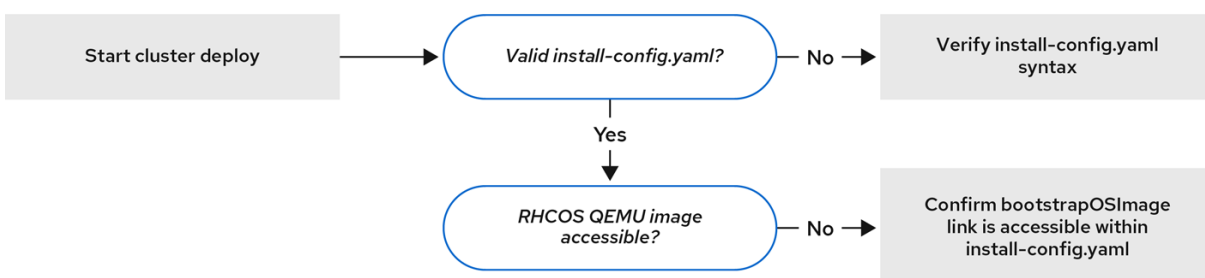 Start cluster deploy
Valid install-config.yaml?
No
Verify install-config.yaml
syntax
Yes
RHCOS QEMU image
accessible?
No
Confirm bootstrapOSImage
link is accessible within
install-config.yaml